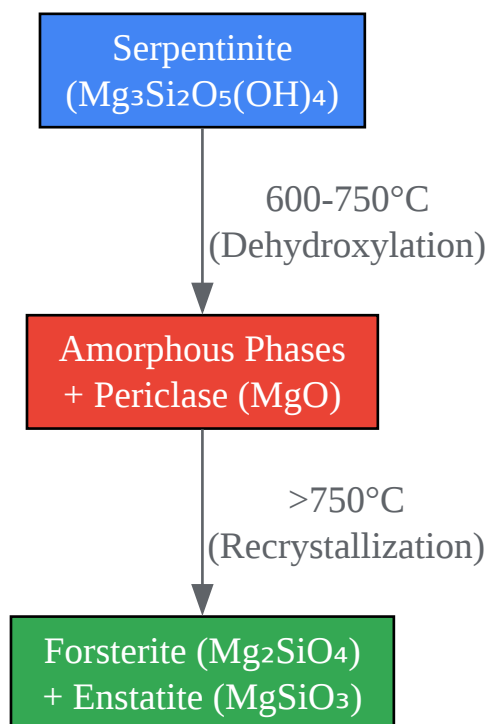 Serpentinite
(Mg₃Si₂O₅(OH)₄)
600-750°C
(Dehydroxylation)
Amorphous Phases
+ Periclase (MgO)
>750°C
(Recrystallization)
Forsterite (Mg₂SiO₄)
+ Enstatite (MgSiO₃)